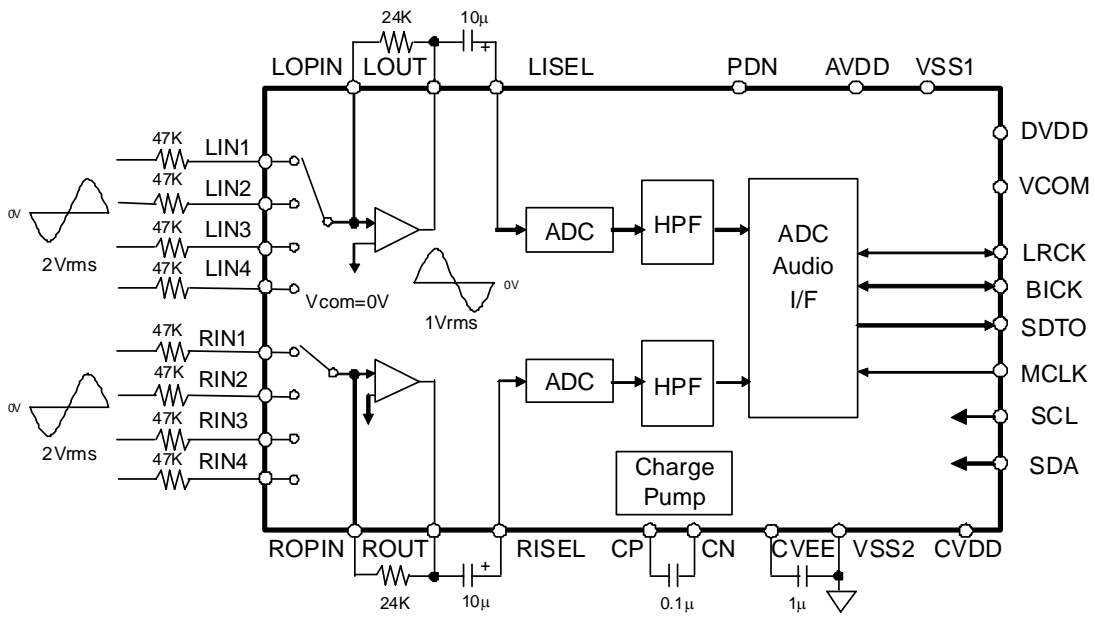 24K
10μ
+
LOPIN LOUT LISEL PDN AVDD VSS1
47K
LIN1
47K
LIN2
47K
LIN3
47K
LIN4
0V
2Vrms
Vcom=0V
0V
1Vrms
ADC
HPF
ADC
Audio
I/F
DVDD
VCOM
LRCK
BICK
SDTO
MCLK
SCL
SDA
47K
RIN1
47K
RIN2
47K
RIN3
47K
RIN4
0V
2Vrms
ADC
HPF
Charge
Pump
ROPIN ROUT RISEL CP CN CVEE VSS2 CVDD
24K
10μ
+
0.1μ
1μ